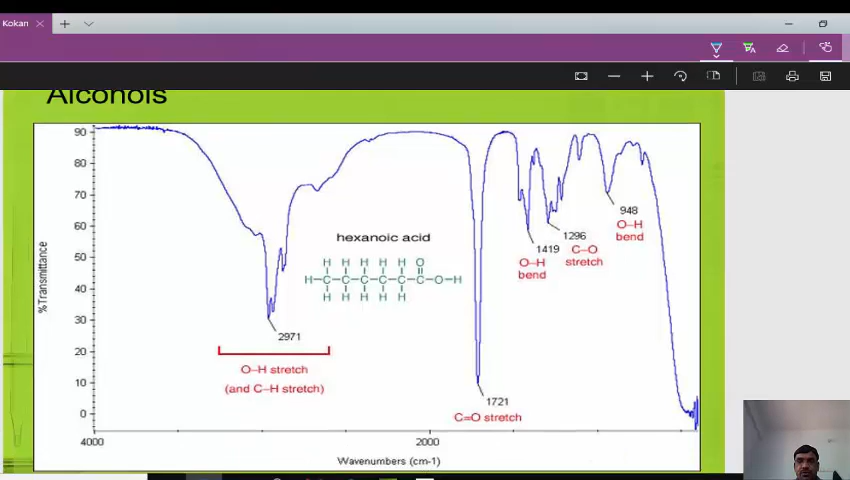 Kokan
Alcohols
90
80
70
60
50
40
30
20
10
0
%Transmittance
hexanoic acid
H H H H H O
H–C–C–C–C–C–C–O–H
H H H H H
2971
O–H stretch
(and C–H stretch)
1721
C=O stretch
1419
O–H
bend
1296
C–O
stretch
948
O–H
bend
4000
2000
Wavenumbers (cm-1)